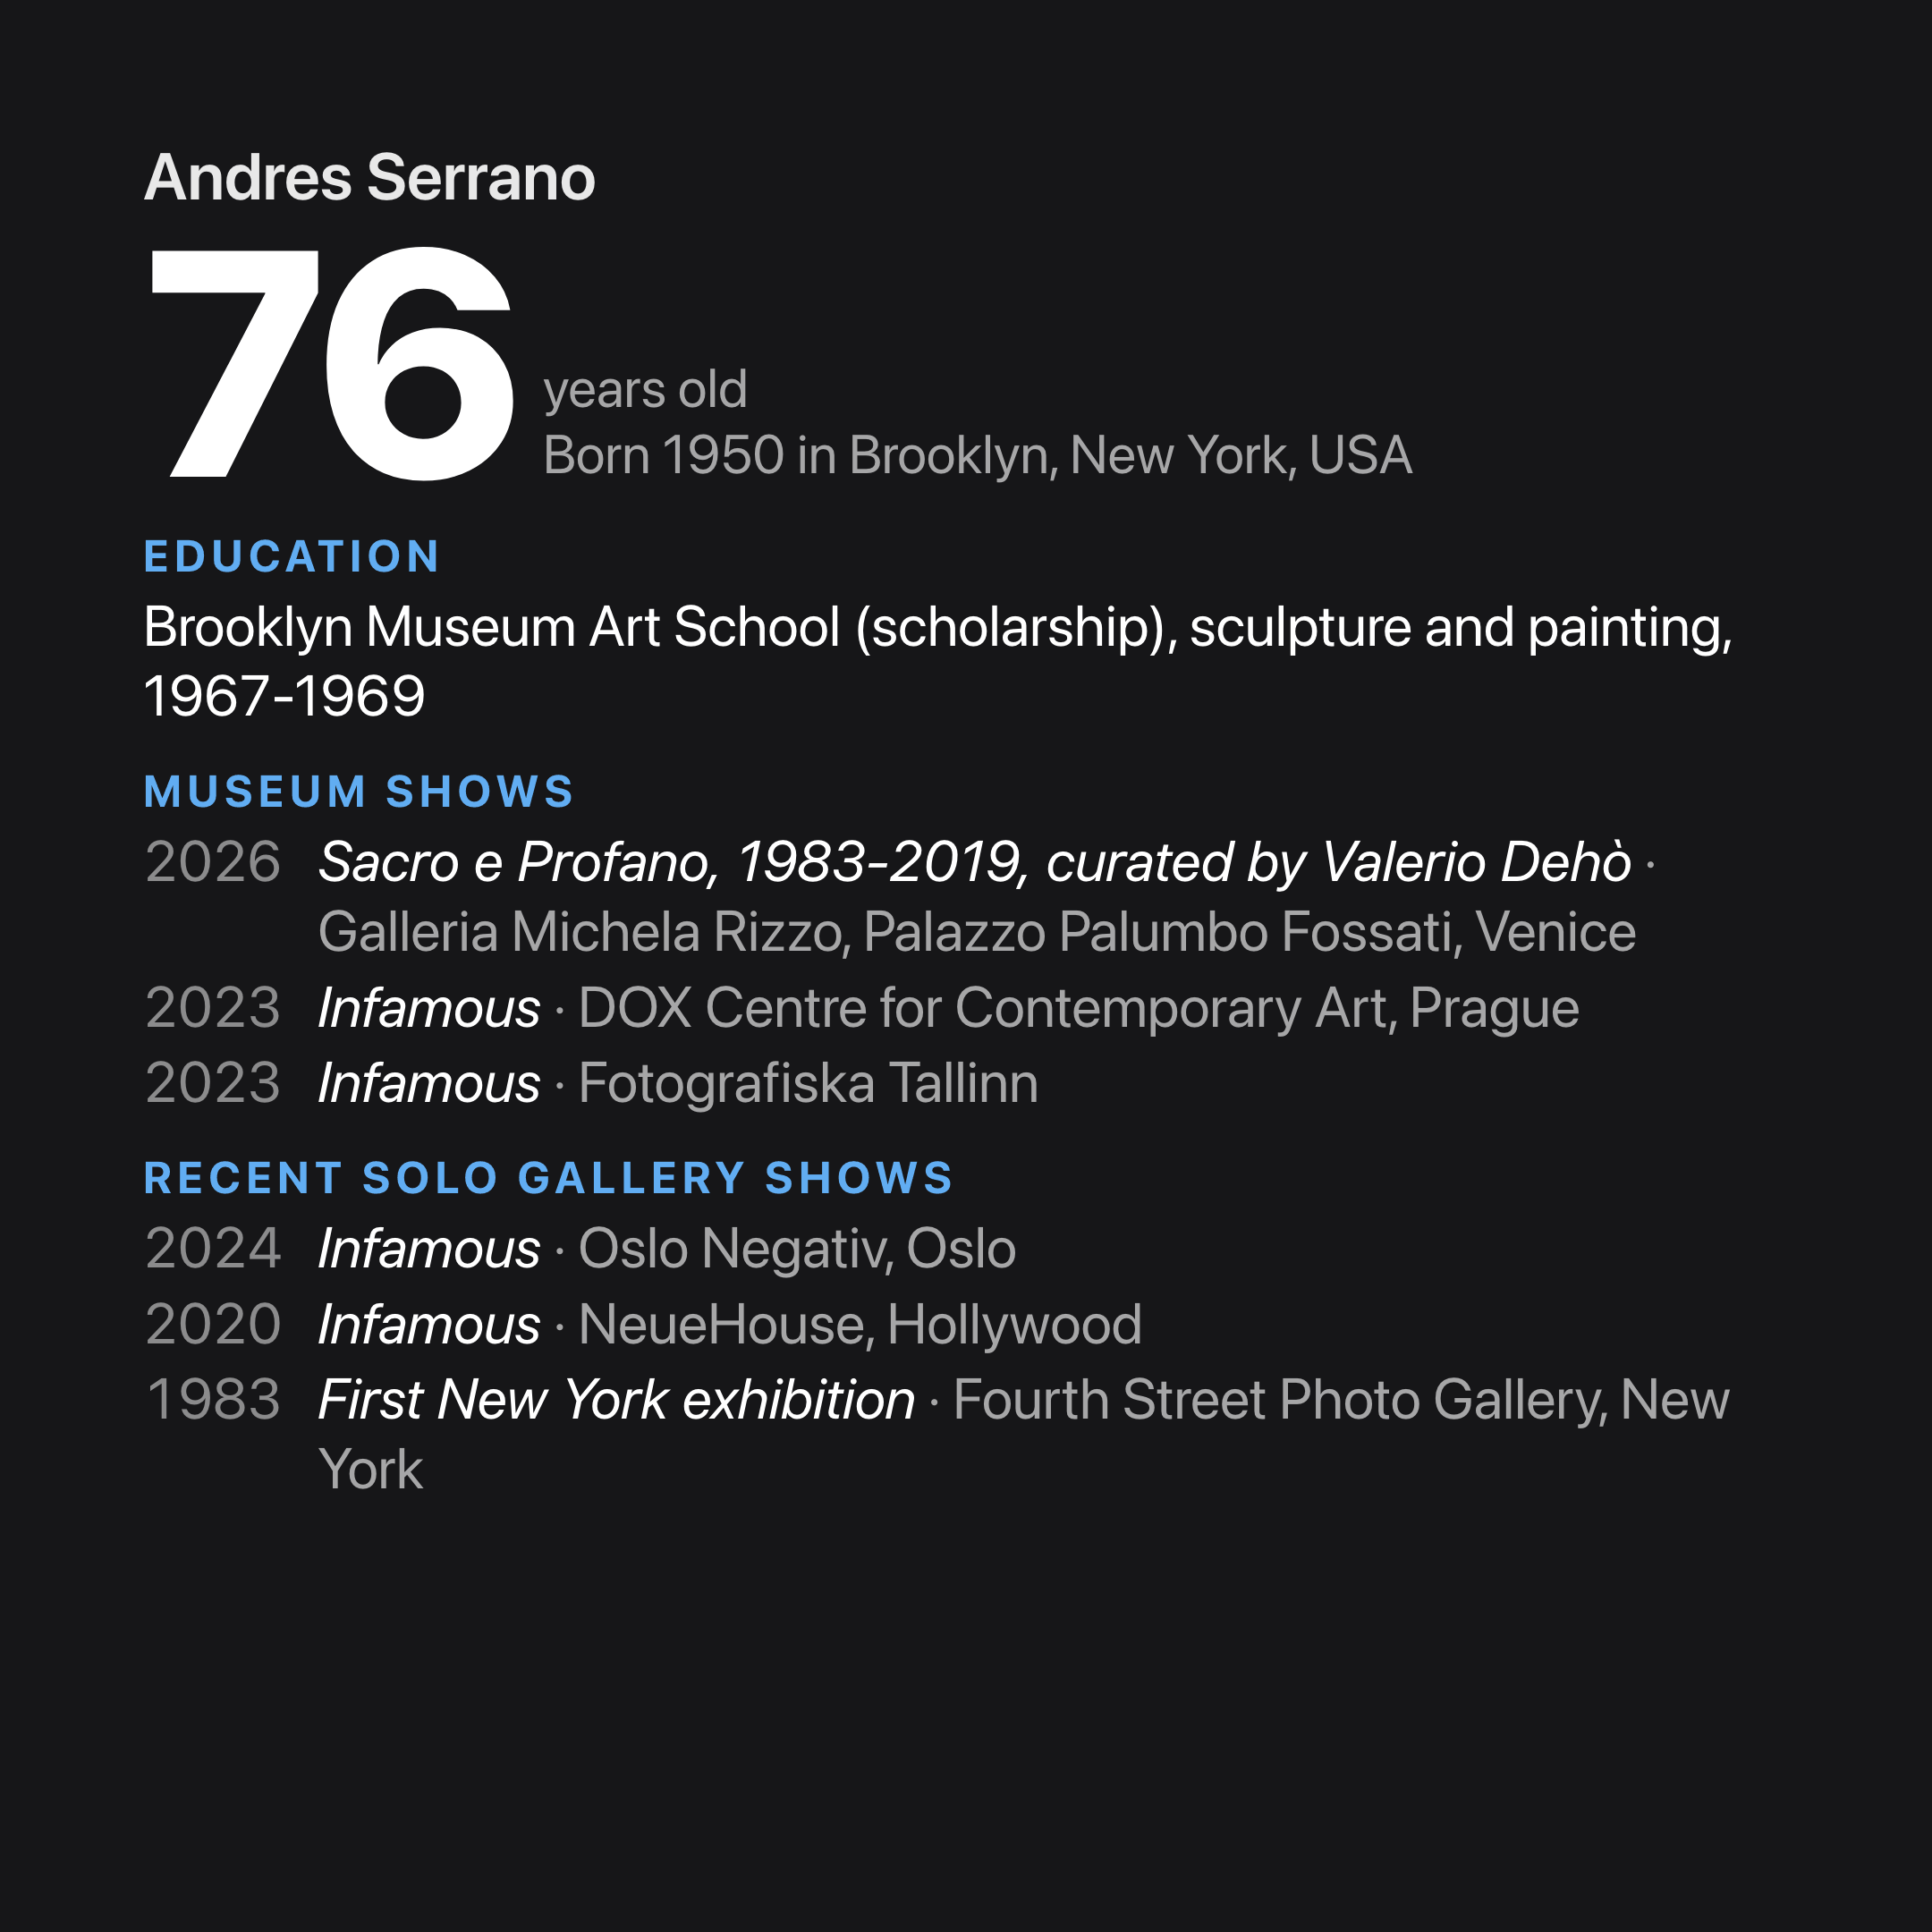 Andres Serrano
76
years old
Born 1950 in Brooklyn, New York, USA
EDUCATION
Brooklyn Museum Art School (scholarship), sculpture and painting,
1967-1969
MUSEUM SHOWS
2026 Sacro e Profano, 1983-2019, curated by Valerio Dehò ·
Galleria Michela Rizzo, Palazzo Palumbo Fossati, Venice
2023 Infamous · DOX Centre for Contemporary Art, Prague
2023 Infamous · Fotografiska Tallinn
RECENT SOLO GALLERY SHOWS
2024 Infamous · Oslo Negativ, Oslo
2020 Infamous · NeueHouse, Hollywood
1983 First New York exhibition · Fourth Street Photo Gallery, New
York